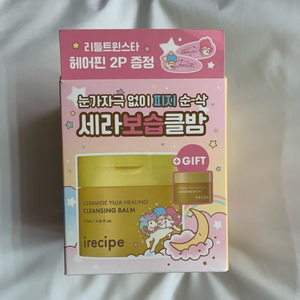 리틀트윈스타
헤어핀 2P 증정
눈가자극 없이 피지 순-삭
세라보습클밤
+GIFT
CERAMIDE YUJA HEALING
CLEANSING BALM
irecipe